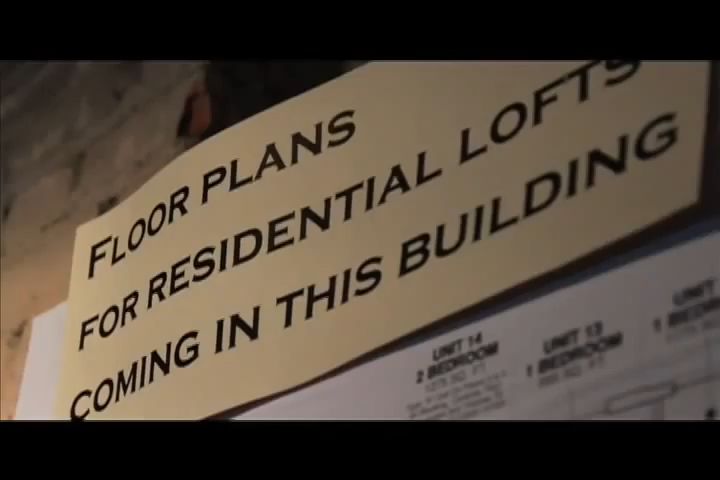 FLOOR PLANS
FOR RESIDENTIAL LOFTS
COMING IN THIS BUILDING
UNIT 14
2 BEDROOM
UNIT 13
1 BEDROOM
UNIT
1 BEDROOM